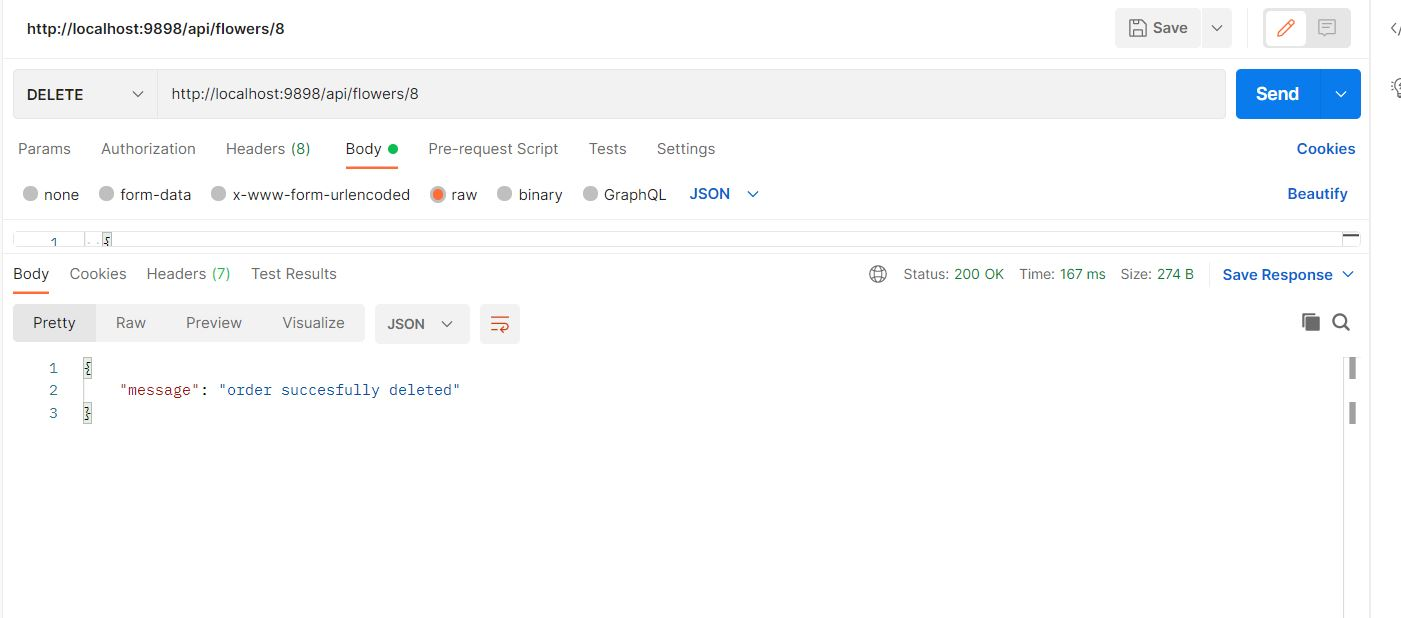 http://localhost:9898/api/flowers/8
Save
DELETE http://localhost:9898/api/flowers/8 Send
Params Authorization Headers (8) Body Pre-request Script Tests Settings Cookies
none form-data x-www-form-urlencoded raw binary GraphQL JSON Beautify
1 {
Body Cookies Headers (7) Test Results Status: 200 OK Time: 167 ms Size: 274 B Save Response
Pretty Raw Preview Visualize JSON
1 {
2 "message": "order succesfully deleted"
3 }